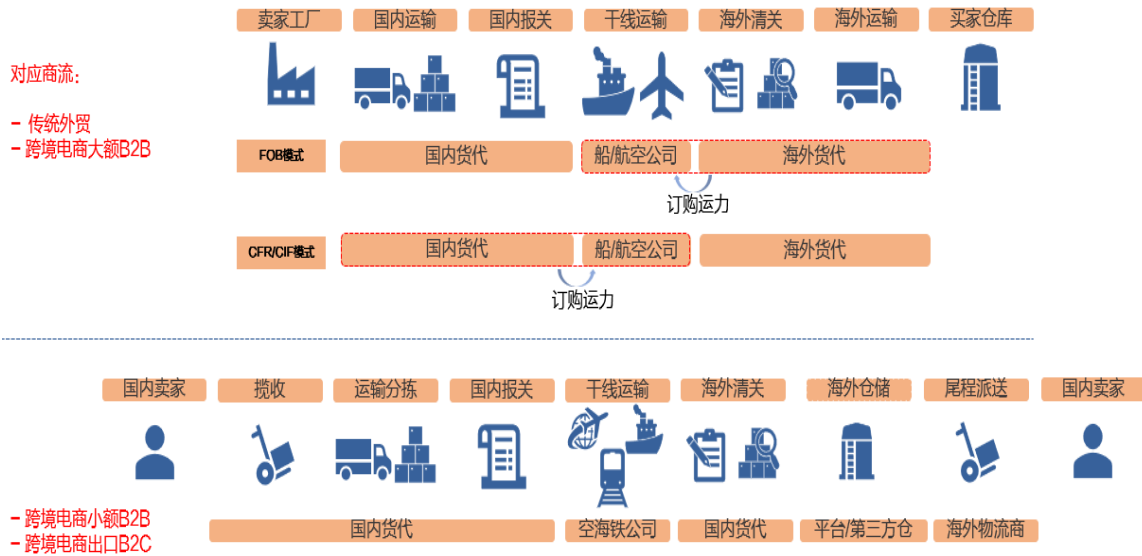 卖家工厂 国内运输 国内报关 干线运输 海外清关 海外运输 买家仓库
对应商流：
- 传统外贸
- 跨境电商大额B2B
FOB模式 国内货代 船/航空公司 海外货代
订购运力
CFR/CIF模式 国内货代 船/航空公司 海外货代
订购运力
国内卖家 揽收 运输分拣 国内报关 干线运输 海外清关 海外仓储 尾程派送 国内卖家
- 跨境电商小额B2B
- 跨境电商出口B2C
国内货代 空海铁公司 国内货代 平台/第三方仓 海外物流商